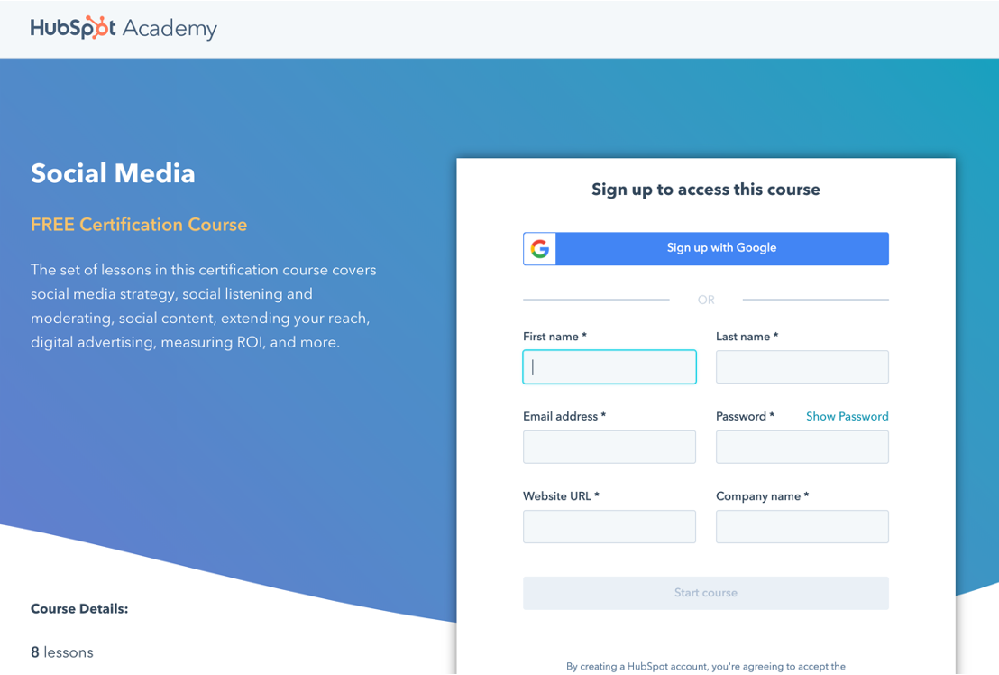 HubSpot Academy
Social Media
FREE Certification Course
The set of lessons in this certification course covers
social media strategy, social listening and
moderating, social content, extending your reach,
digital advertising, measuring ROI, and more.
Course Details:
8 lessons
Sign up to access this course
Sign up with Google
OR
First name *
Last name *
Email address *
Password *
Show Password
Website URL *
Company name *
Start course
By creating a HubSpot account, you're agreeing to accept the